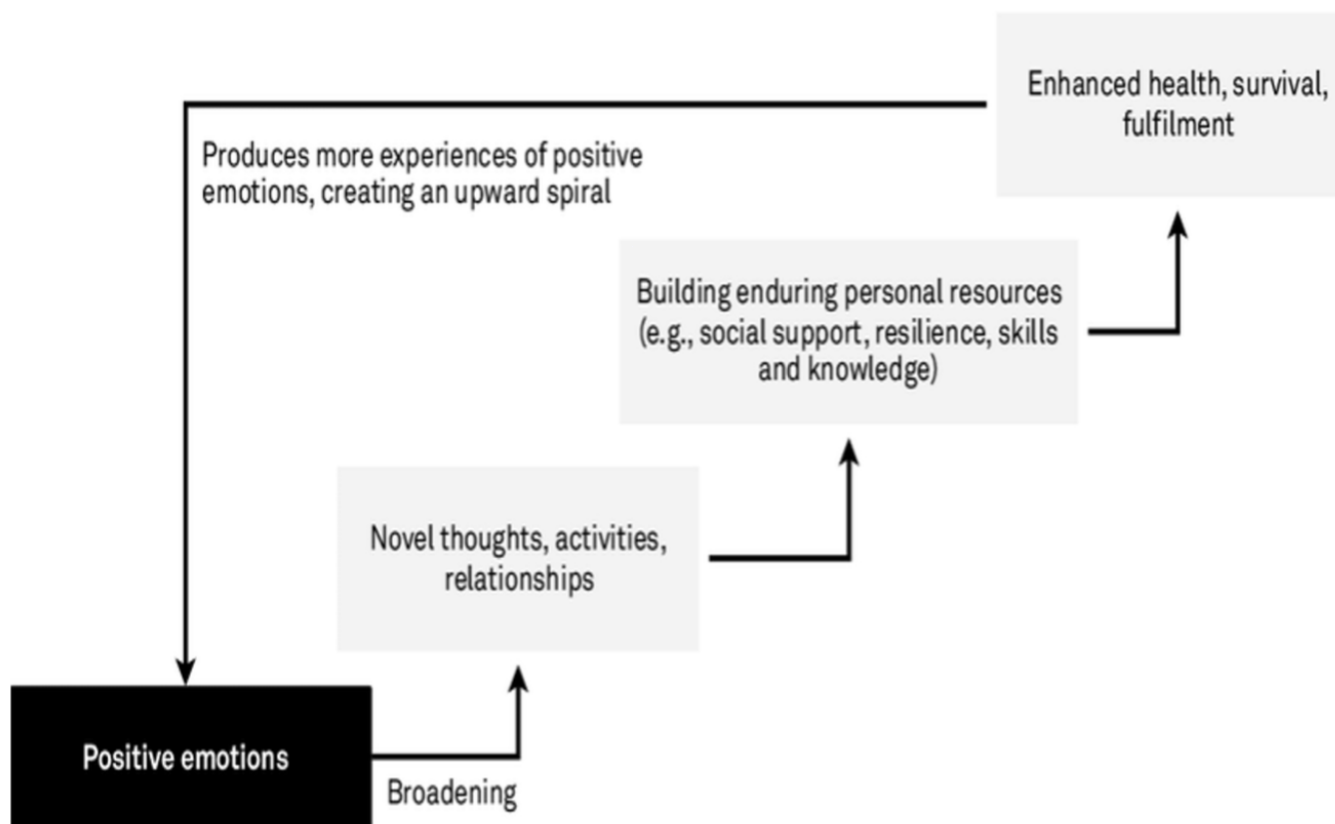 Enhanced health, survival,
fulfilment
Produces more experiences of positive
emotions, creating an upward spiral
Building enduring personal resources
(e.g., social support, resilience, skills
and knowledge)
Novel thoughts, activities,
relationships
Positive emotions
Broadening